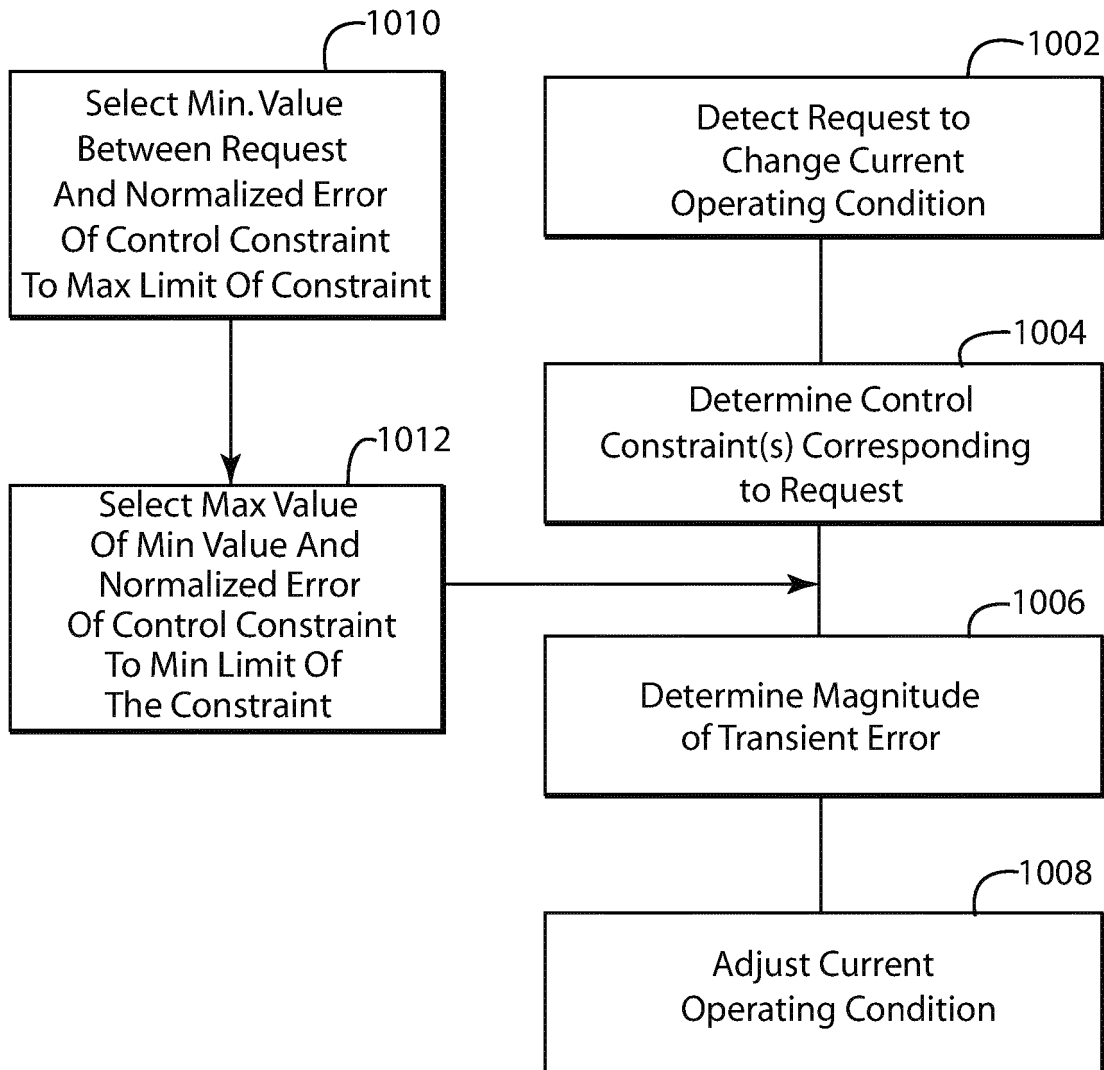 1010
Select Min. Value
Between Request
And Normalized Error
Of Control Constraint
To Max Limit Of Constraint
1012
Select Max Value
Of Min Value And
Normalized Error
Of Control Constraint
To Min Limit Of
The Constraint
1002
Detect Request to
Change Current
Operating Condition
1004
Determine Control
Constraint(s) Corresponding
to Request
1006
Determine Magnitude
of Transient Error
1008
Adjust Current
Operating Condition